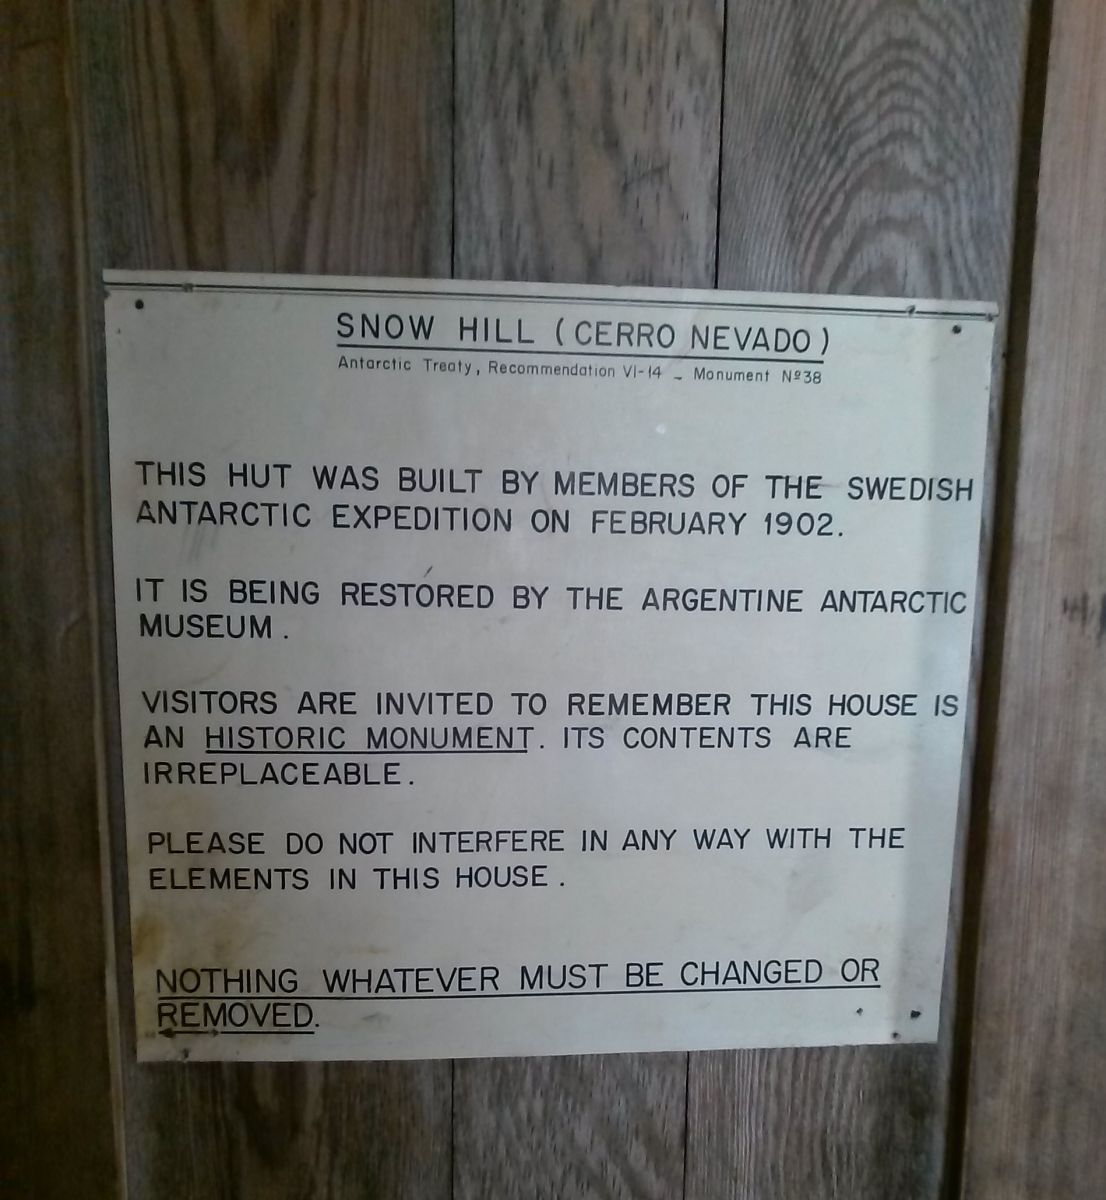 SNOW HILL (CERRO NEVADO)
Antarctic Treaty, Recommendation VI-14 - Monument Nº38
THIS HUT WAS BUILT BY MEMBERS OF THE SWEDISH
ANTARCTIC EXPEDITION ON FEBRUARY 1902.
IT IS BEING RESTORED BY THE ARGENTINE ANTARCTIC
MUSEUM.
VISITORS ARE INVITED TO REMEMBER THIS HOUSE IS
AN HISTORIC MONUMENT. ITS CONTENTS ARE
IRREPLACEABLE.
PLEASE DO NOT INTERFERE IN ANY WAY WITH THE
ELEMENTS IN THIS HOUSE.
NOTHING WHATEVER MUST BE CHANGED OR
REMOVED.